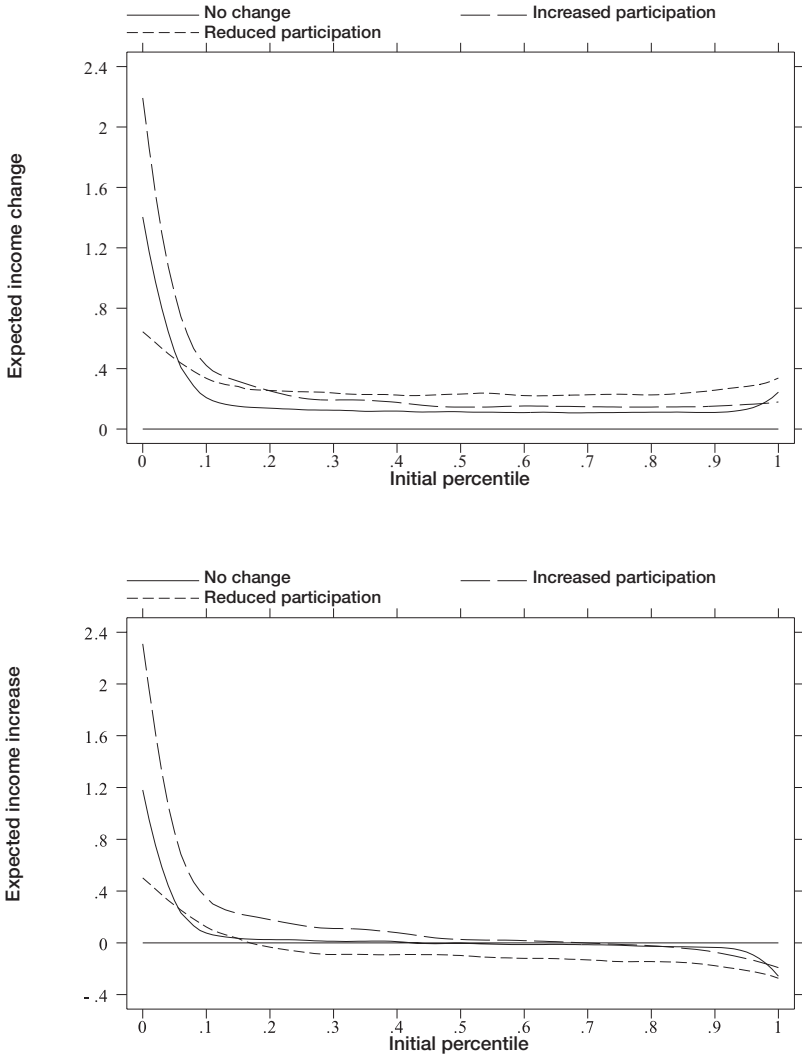 No change Increased participation
Reduced participation
2.4
2
1.6
1.2
.8
.4
0
Expected income change
0 .1 .2 .3 .4 .5 .6 .7 .8 .9 1
Initial percentile
No change Increased participation
Reduced participation
2.4
2
1.6
1.2
.8
.4
0
-.4
Expected income increase
0 .1 .2 .3 .4 .5 .6 .7 .8 .9 1
Initial percentile